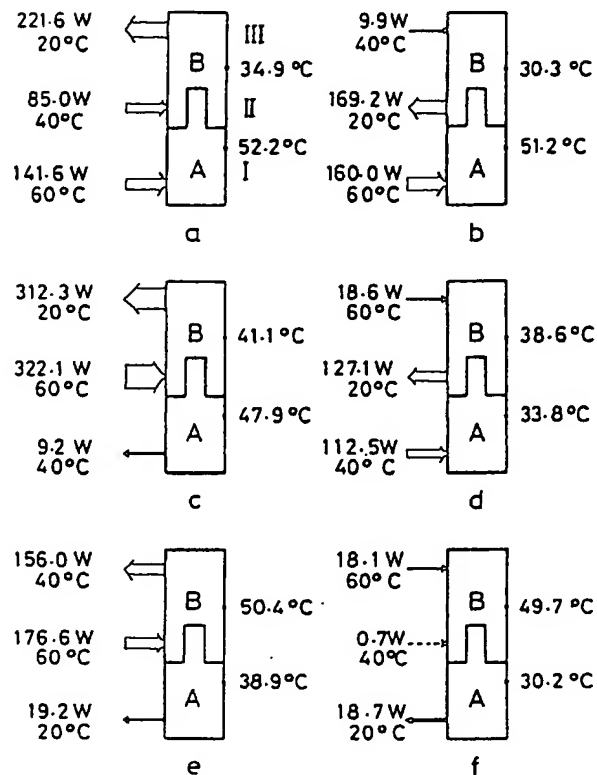 221.6 W
20°C
85.0W
40°C
141.6 W
60°C
B
A
III
34.9 °C
II
52.2°C
I
a
9.9W
40°C
169.2 W
20°C
160.0 W
60°C
B
A
30.3 °C
51.2°C
b
312.3 W
20°C
322.1 W
60°C
9.2 W
40°C
B
A
41.1 °C
47.9°C
c
18.6 W
60°C
127.1W
20°C
112.5W
40° C
B
A
38.6°C
33.8°C
d
156.0 W
40°C
176.6 W
60°C
19.2 W
20°C
B
A
50.4°C
38.9°C
e
18.1 W
60°C
0.7W
40°C
18.7 W
20°C
B
A
49.7 °C
30.2°C
f